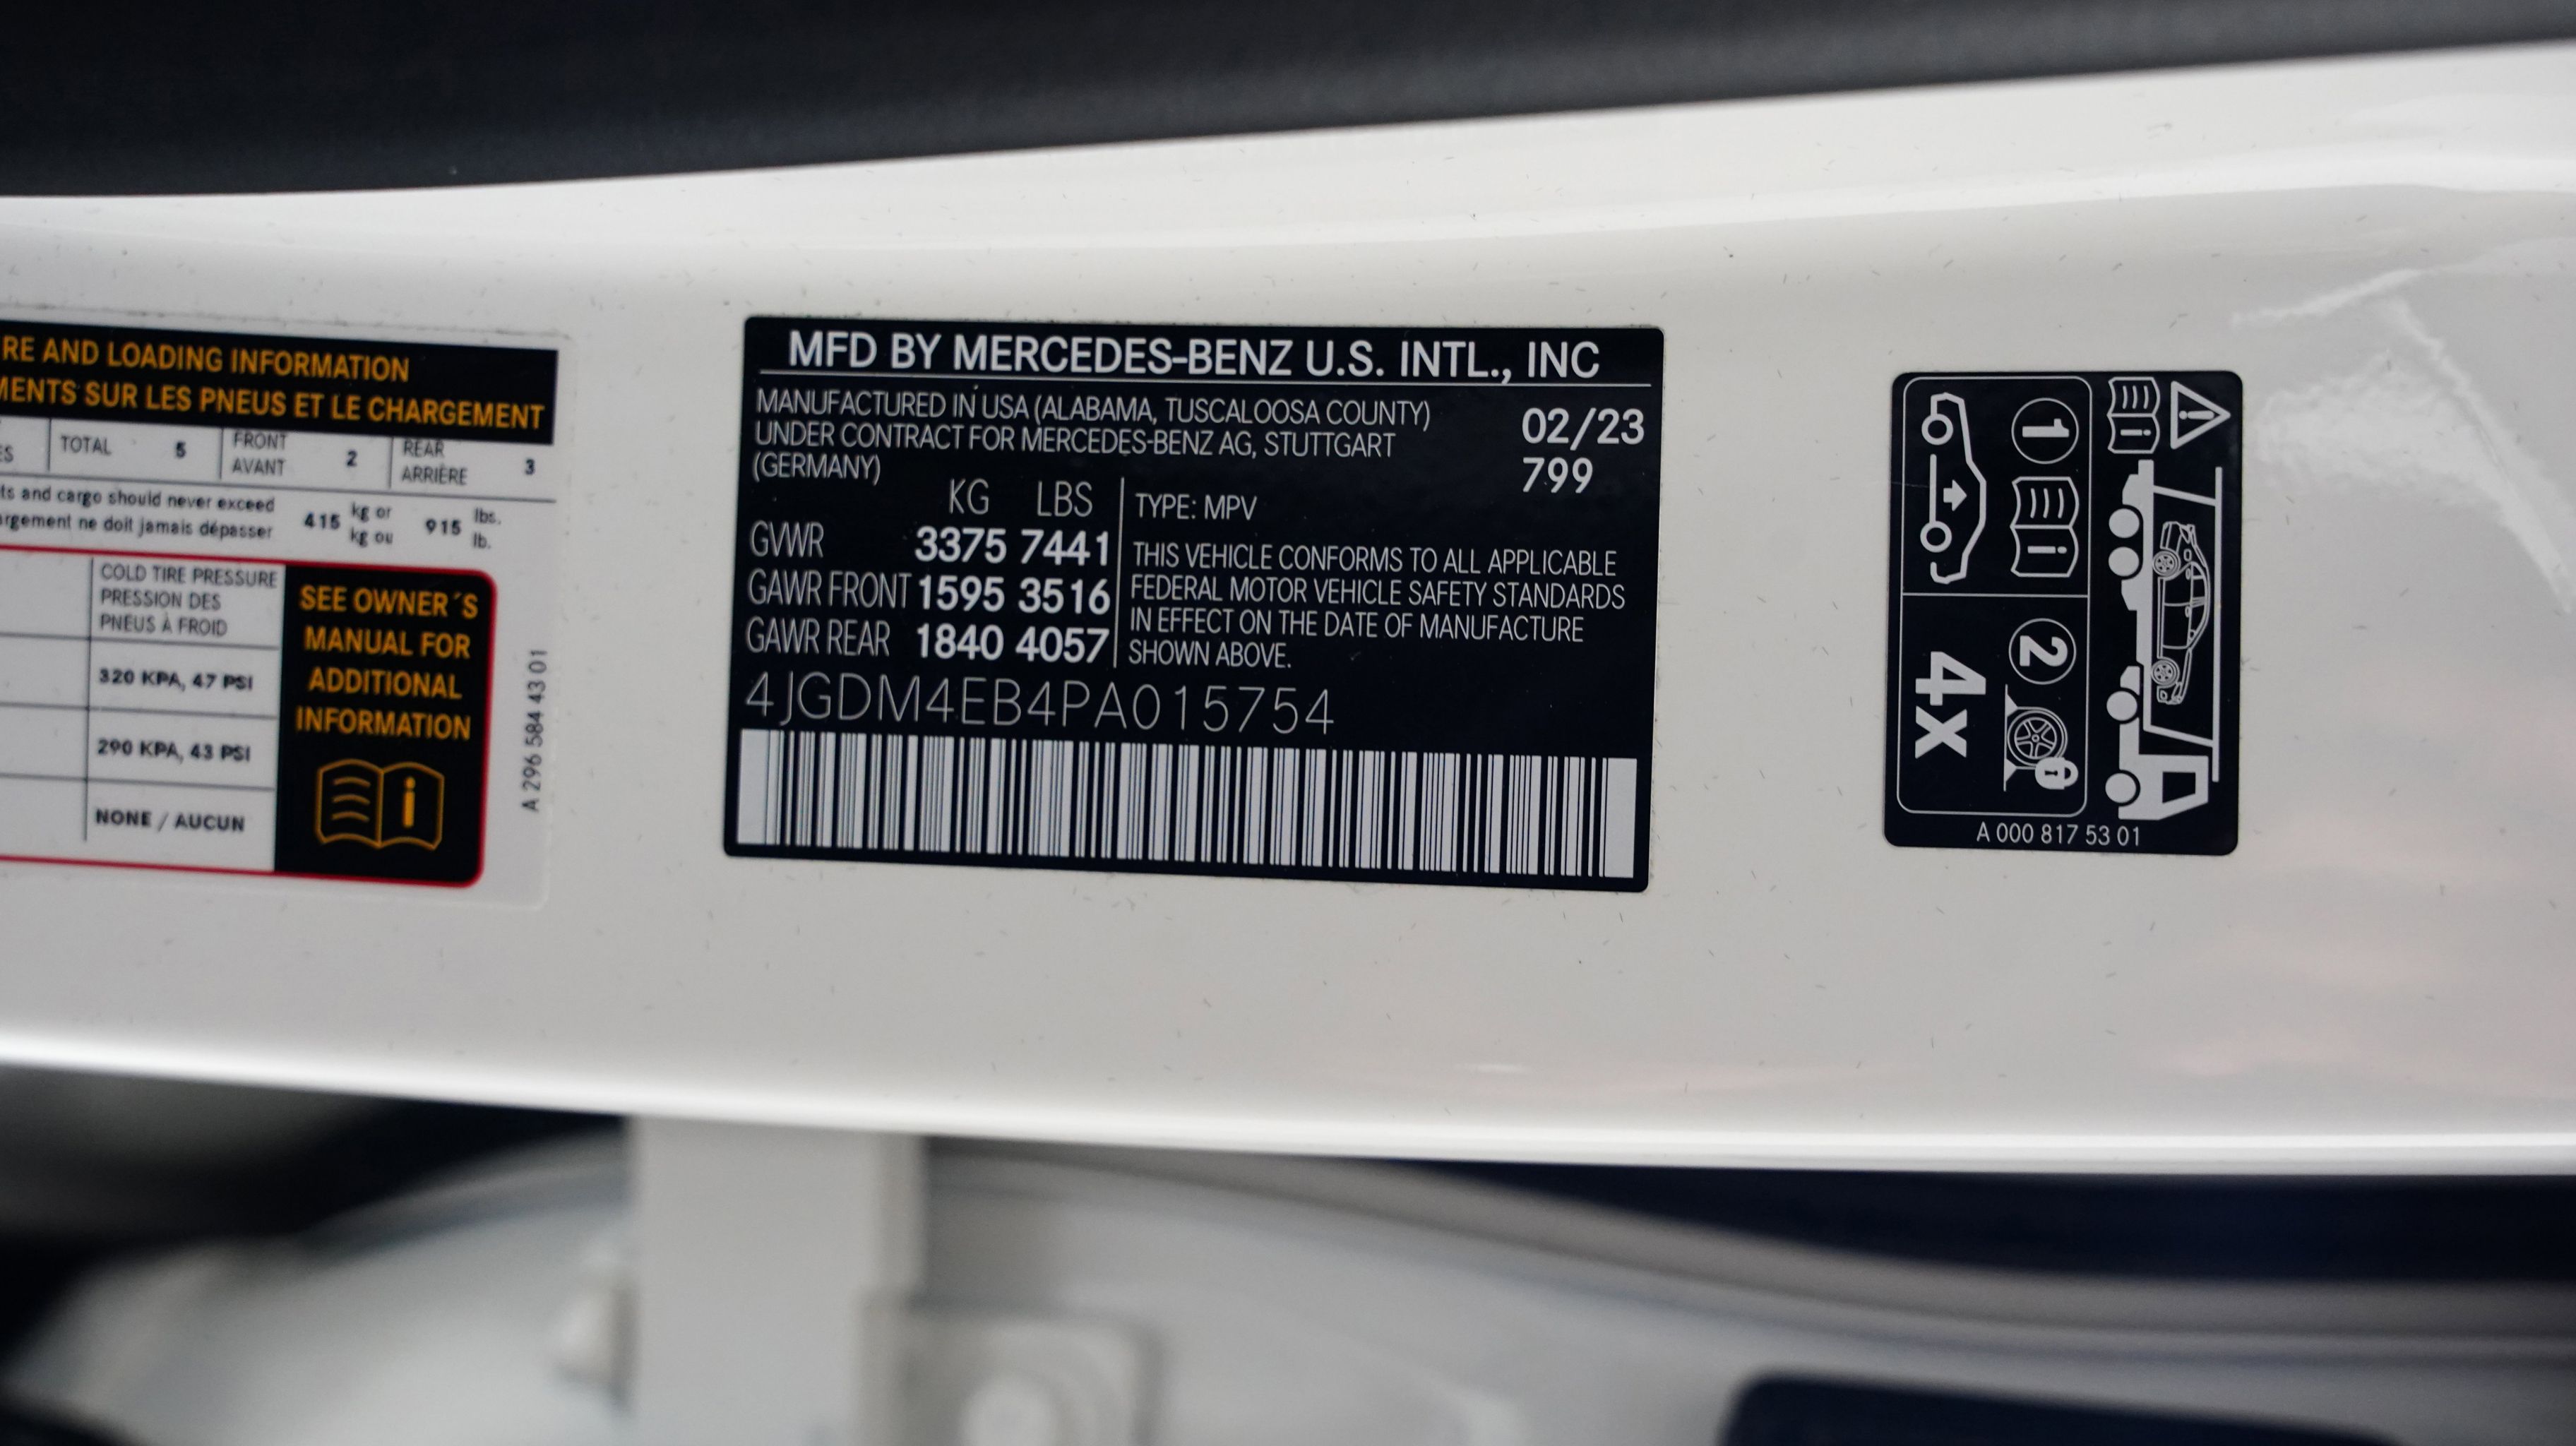 RE AND LOADING INFORMATION
MENTS SUR LES PNEUS ET LE CHARGEMENT
TOTAL 5 FRONT AVANT 2 REAR ARRIÈRE 3
and cargo should never exceed 415 kg or 915 lbs.
ne doit jamais dépasser kg ou lb.
COLD TIRE PRESSURE
PRESSION DES
PNEUS À FROID
320 KPA, 47 PSI
290 KPA, 43 PSI
NONE / AUCUN
SEE OWNER´S
MANUAL FOR
ADDITIONAL
INFORMATION
A 296 584 43 01
MFD BY MERCEDES-BENZ U.S. INTL., INC
MANUFACTURED IN USA (ALABAMA, TUSCALOOSA COUNTY)
UNDER CONTRACT FOR MERCEDES-BENZ AG, STUTTGART
(GERMANY)
02/23
799
KG LBS
GVWR 3375 7441
GAWR FRONT 1595 3516
GAWR REAR 1840 4057
TYPE: MPV
THIS VEHICLE CONFORMS TO ALL APPLICABLE
FEDERAL MOTOR VEHICLE SAFETY STANDARDS
IN EFFECT ON THE DATE OF MANUFACTURE
SHOWN ABOVE.
4JGDM4EB4PA015754
1
2
4x
A 000 817 53 01